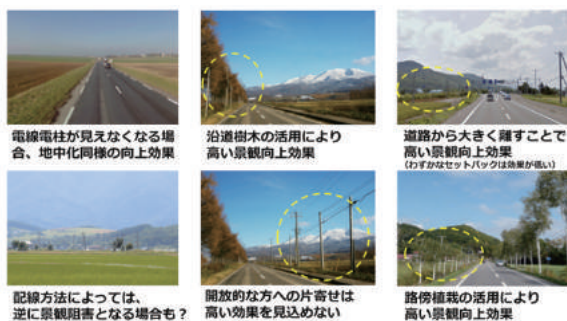 電線電柱が見えなくなる場
合、地中化同様の向上効果
沿道樹木の活用により
高い景観向上効果
道路から大きく離すことで
高い景観向上効果
(わずかなセットバックは効果が低い)
配線方法によっては、
逆に景観阻害となる場合も？
開放的な方への片寄せは
高い効果を見込めない
路傍植栽の活用により
高い景観向上効果